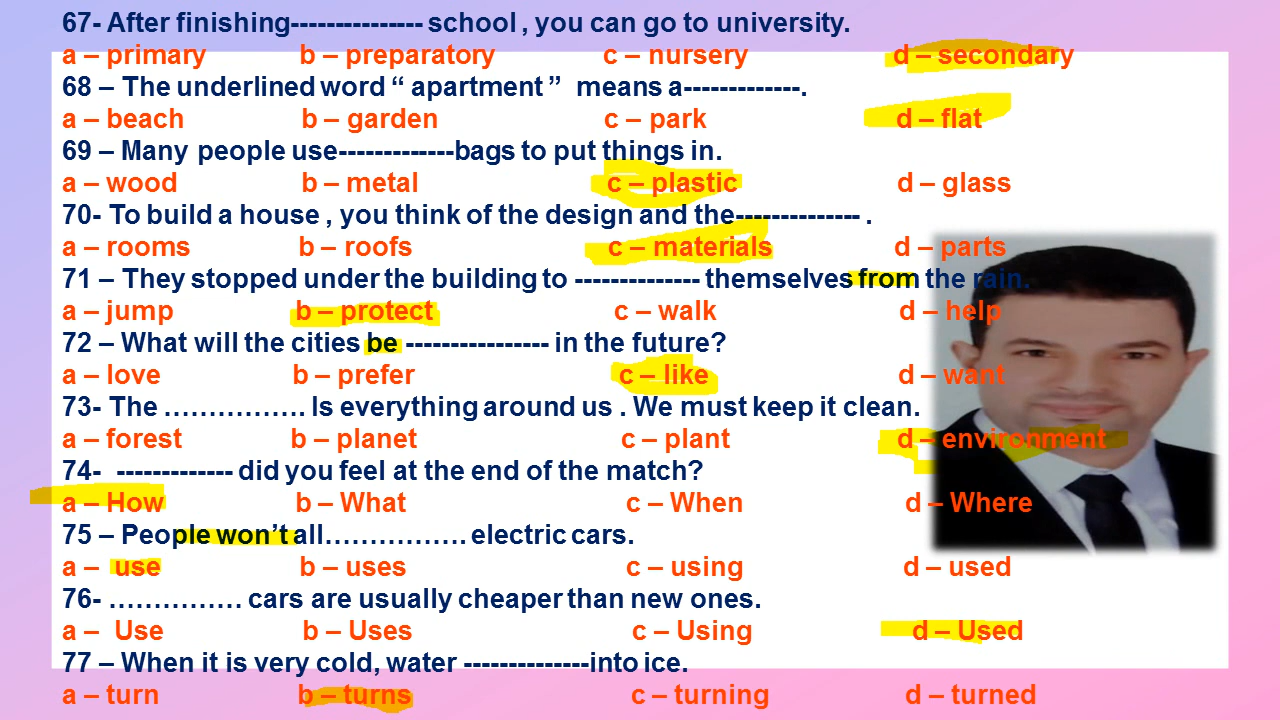 67- After finishing--------------- school , you can go to university.
a – primary b – preparatory c – nursery d – secondary
68 – The underlined word “ apartment ” means a-------------.
a – beach b – garden c – park d – flat
69 – Many people use-------------bags to put things in.
a – wood b – metal c – plastic d – glass
70- To build a house , you think of the design and the-------------- .
a – rooms b – roofs c – materials d – parts
71 – They stopped under the building to -------------- themselves from the rain.
a – jump b – protect c – walk d – help
72 – What will the cities be ---------------- in the future?
a – love b – prefer c – like d – want
73- The ……………. Is everything around us . We must keep it clean.
a – forest b – planet c – plant d – environment
74- ------------- did you feel at the end of the match?
a – How b – What c – When d – Where
75 – People won’t all……………. electric cars.
a – use b – uses c – using d – used
76- …………… cars are usually cheaper than new ones.
a – Use b – Uses c – Using d – Used
77 – When it is very cold, water --------------into ice.
a – turn b – turns c – turning d – turned